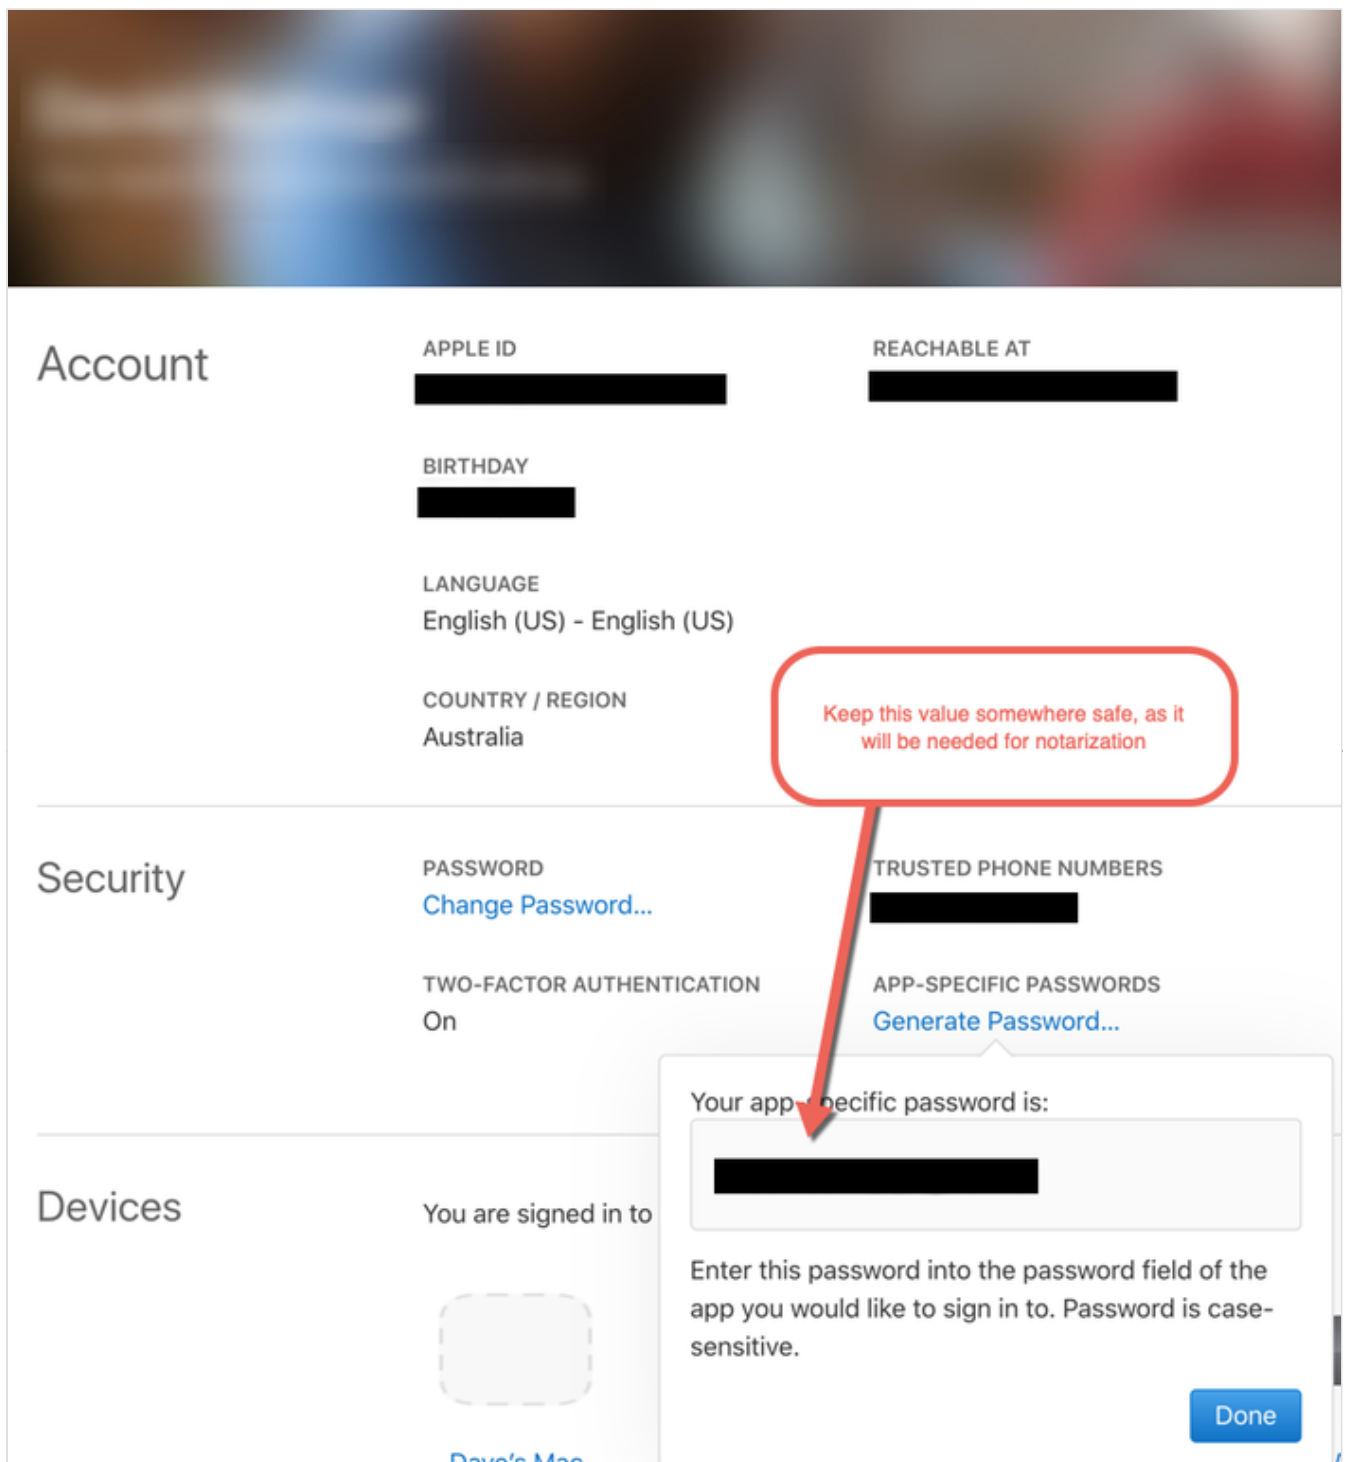 Account
APPLE ID
REACHABLE AT
BIRTHDAY
LANGUAGE
English (US) - English (US)
COUNTRY / REGION
Australia
Keep this value somewhere safe, as it
will be needed for notarization
Security
PASSWORD
Change Password...
TRUSTED PHONE NUMBERS
TWO-FACTOR AUTHENTICATION
On
APP-SPECIFIC PASSWORDS
Generate Password...
Your app-specific password is:
Devices
You are signed in to
Enter this password into the password field of the
app you would like to sign in to. Password is case-
sensitive.
Done
Dave's Mac